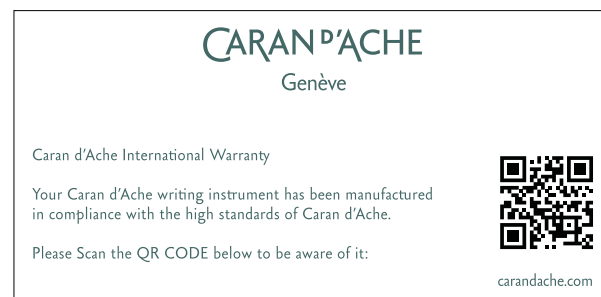 CARAN D'ACHE
Genève
Caran d'Ache International Warranty
Your Caran d'Ache writing instrument has been manufactured
in compliance with the high standards of Caran d'Ache.
Please Scan the QR CODE below to be aware of it:
carandache.com